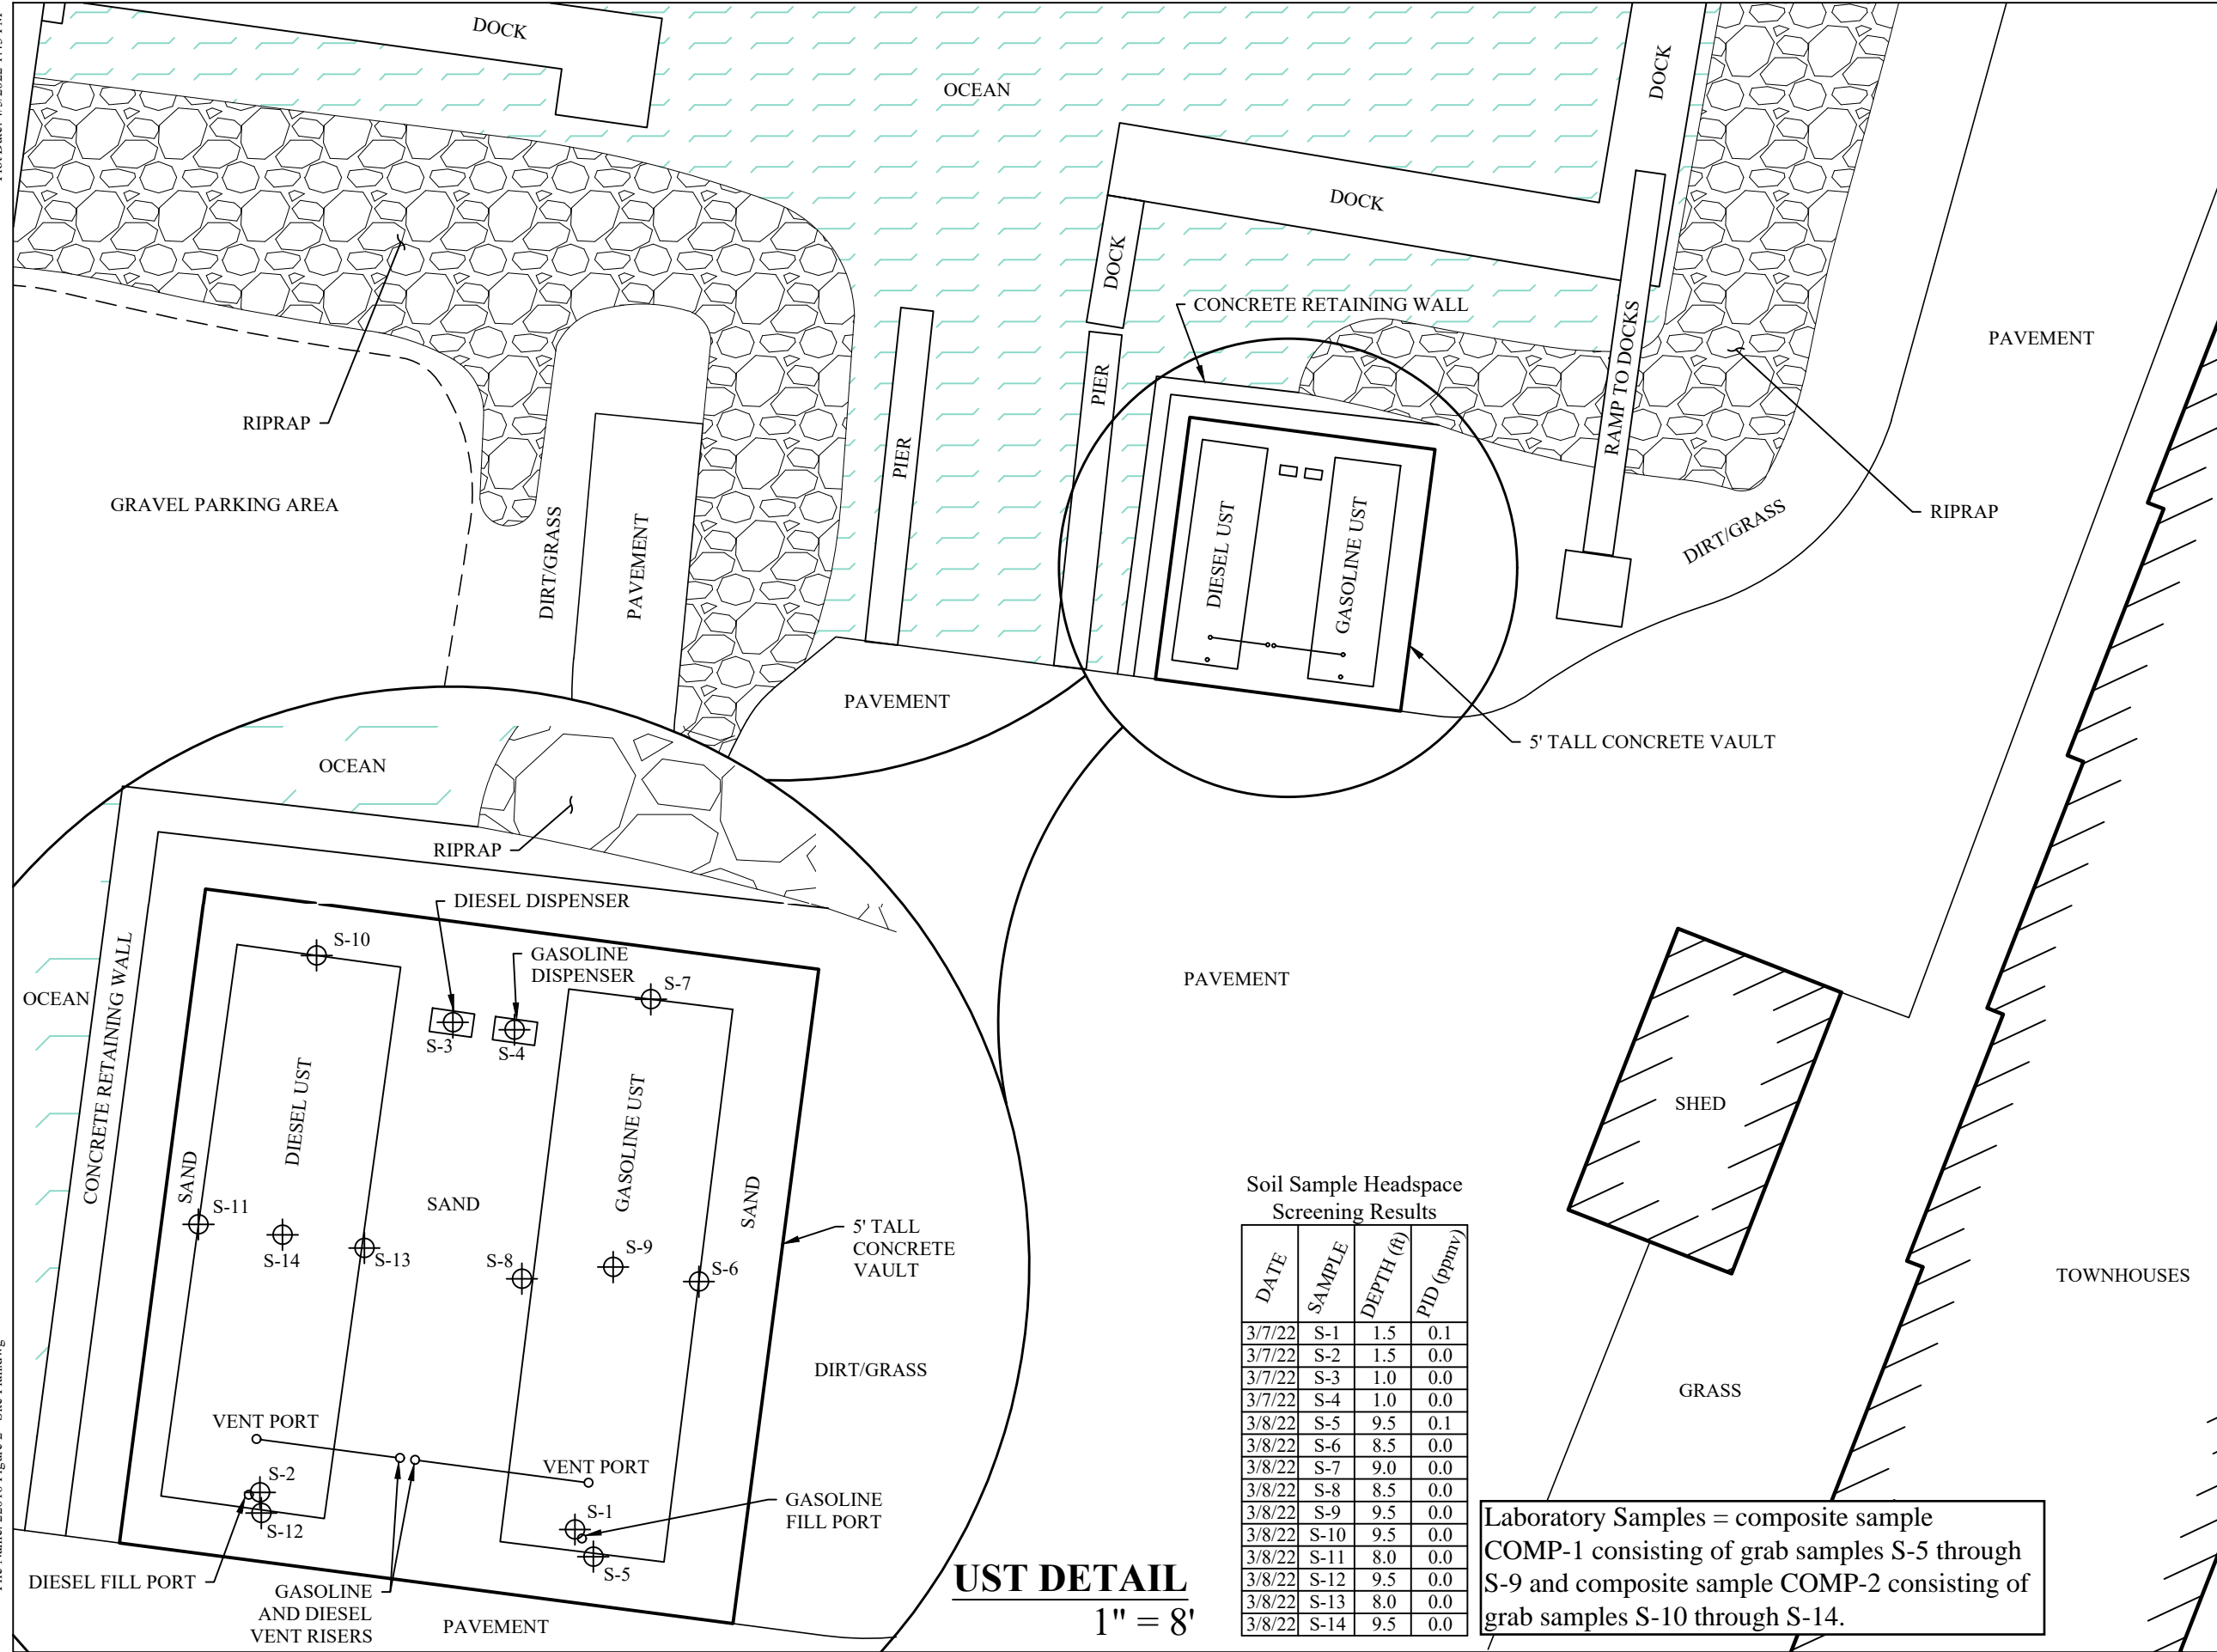 DOCK
OCEAN
DOCK
DOCK
DOCK
CONCRETE RETAINING WALL
PIER
PIER
RAMP TO DOCKS
PAVEMENT
RIPRAP
GRAVEL PARKING AREA
DIRT/GRASS
PAVEMENT
DIESEL UST
GASOLINE UST
RIPRAP
DIRT/GRASS
PAVEMENT
5' TALL CONCRETE VAULT
OCEAN
RIPRAP
DIESEL DISPENSER
GASOLINE
DISPENSER
S-10
S-7
S-3
S-4
OCEAN
CONCRETE RETAINING WALL
SAND
DIESEL UST
SAND
GASOLINE UST
SAND
S-11
S-14
S-13
S-8
S-9
S-6
5' TALL
CONCRETE
VAULT
DIRT/GRASS
VENT PORT
VENT PORT
S-2
S-12
S-1
S-5
GASOLINE
FILL PORT
DIESEL FILL PORT
GASOLINE
AND DIESEL
VENT RISERS
PAVEMENT
UST DETAIL
1" = 8'
PAVEMENT
SHED
GRASS
TOWNHOUSES
Soil Sample Headspace
Screening Results
DATE SAMPLE DEPTH (ft) PID (ppmv)
3/7/22 S-1 1.5 0.1
3/7/22 S-2 1.5 0.0
3/7/22 S-3 1.0 0.0
3/7/22 S-4 1.0 0.0
3/8/22 S-5 9.5 0.1
3/8/22 S-6 8.5 0.0
3/8/22 S-7 9.0 0.0
3/8/22 S-8 8.5 0.0
3/8/22 S-9 9.5 0.0
3/8/22 S-10 9.5 0.0
3/8/22 S-11 8.0 0.0
3/8/22 S-12 9.5 0.0
3/8/22 S-13 8.0 0.0
3/8/22 S-14 9.5 0.0
Laboratory Samples = composite sample
COMP-1 consisting of grab samples S-5 through
S-9 and composite sample COMP-2 consisting of
grab samples S-10 through S-14.